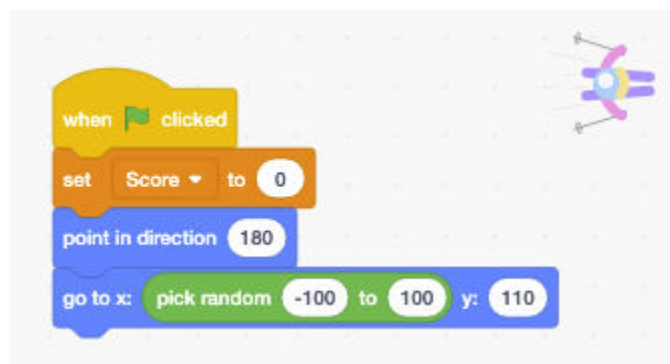 when clicked
set Score to 0
point in direction 180
go to x: pick random -100 to 100 y: 110